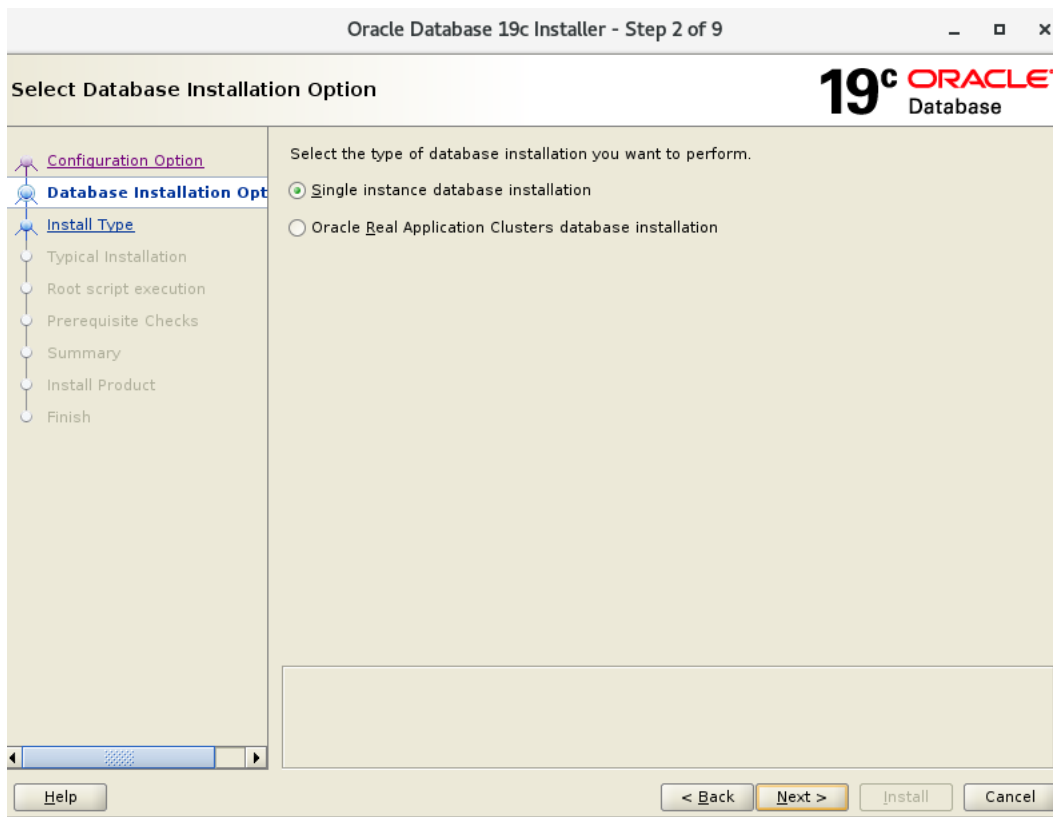 Oracle Database 19c Installer - Step 2 of 9
Select Database Installation Option
19c ORACLE
Database
Configuration Option
Database Installation Opt
Install Type
Typical Installation
Root script execution
Prerequisite Checks
Summary
Install Product
Finish
Select the type of database installation you want to perform.
Single instance database installation
Oracle Real Application Clusters database installation
Help
< Back
Next >
Install
Cancel